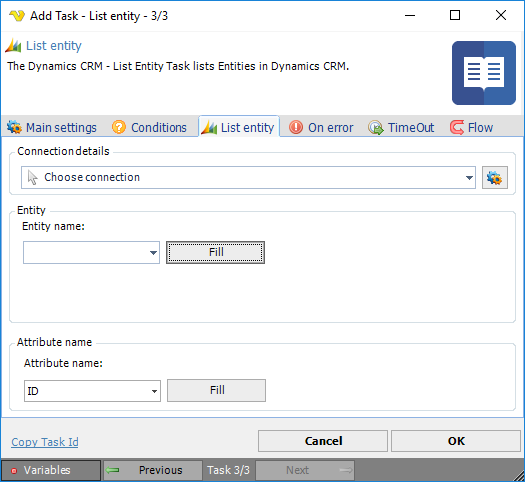 Add Task - List entity - 3/3
List entity
The Dynamics CRM - List Entity Task lists Entities in Dynamics CRM.
Main settings Conditions List entity On error TimeOut Flow
Connection details
Choose connection
Entity
Entity name:
Fill
Attribute name
Attribute name:
ID Fill
Copy Task Id Cancel OK
Variables Previous Task 3/3 Next